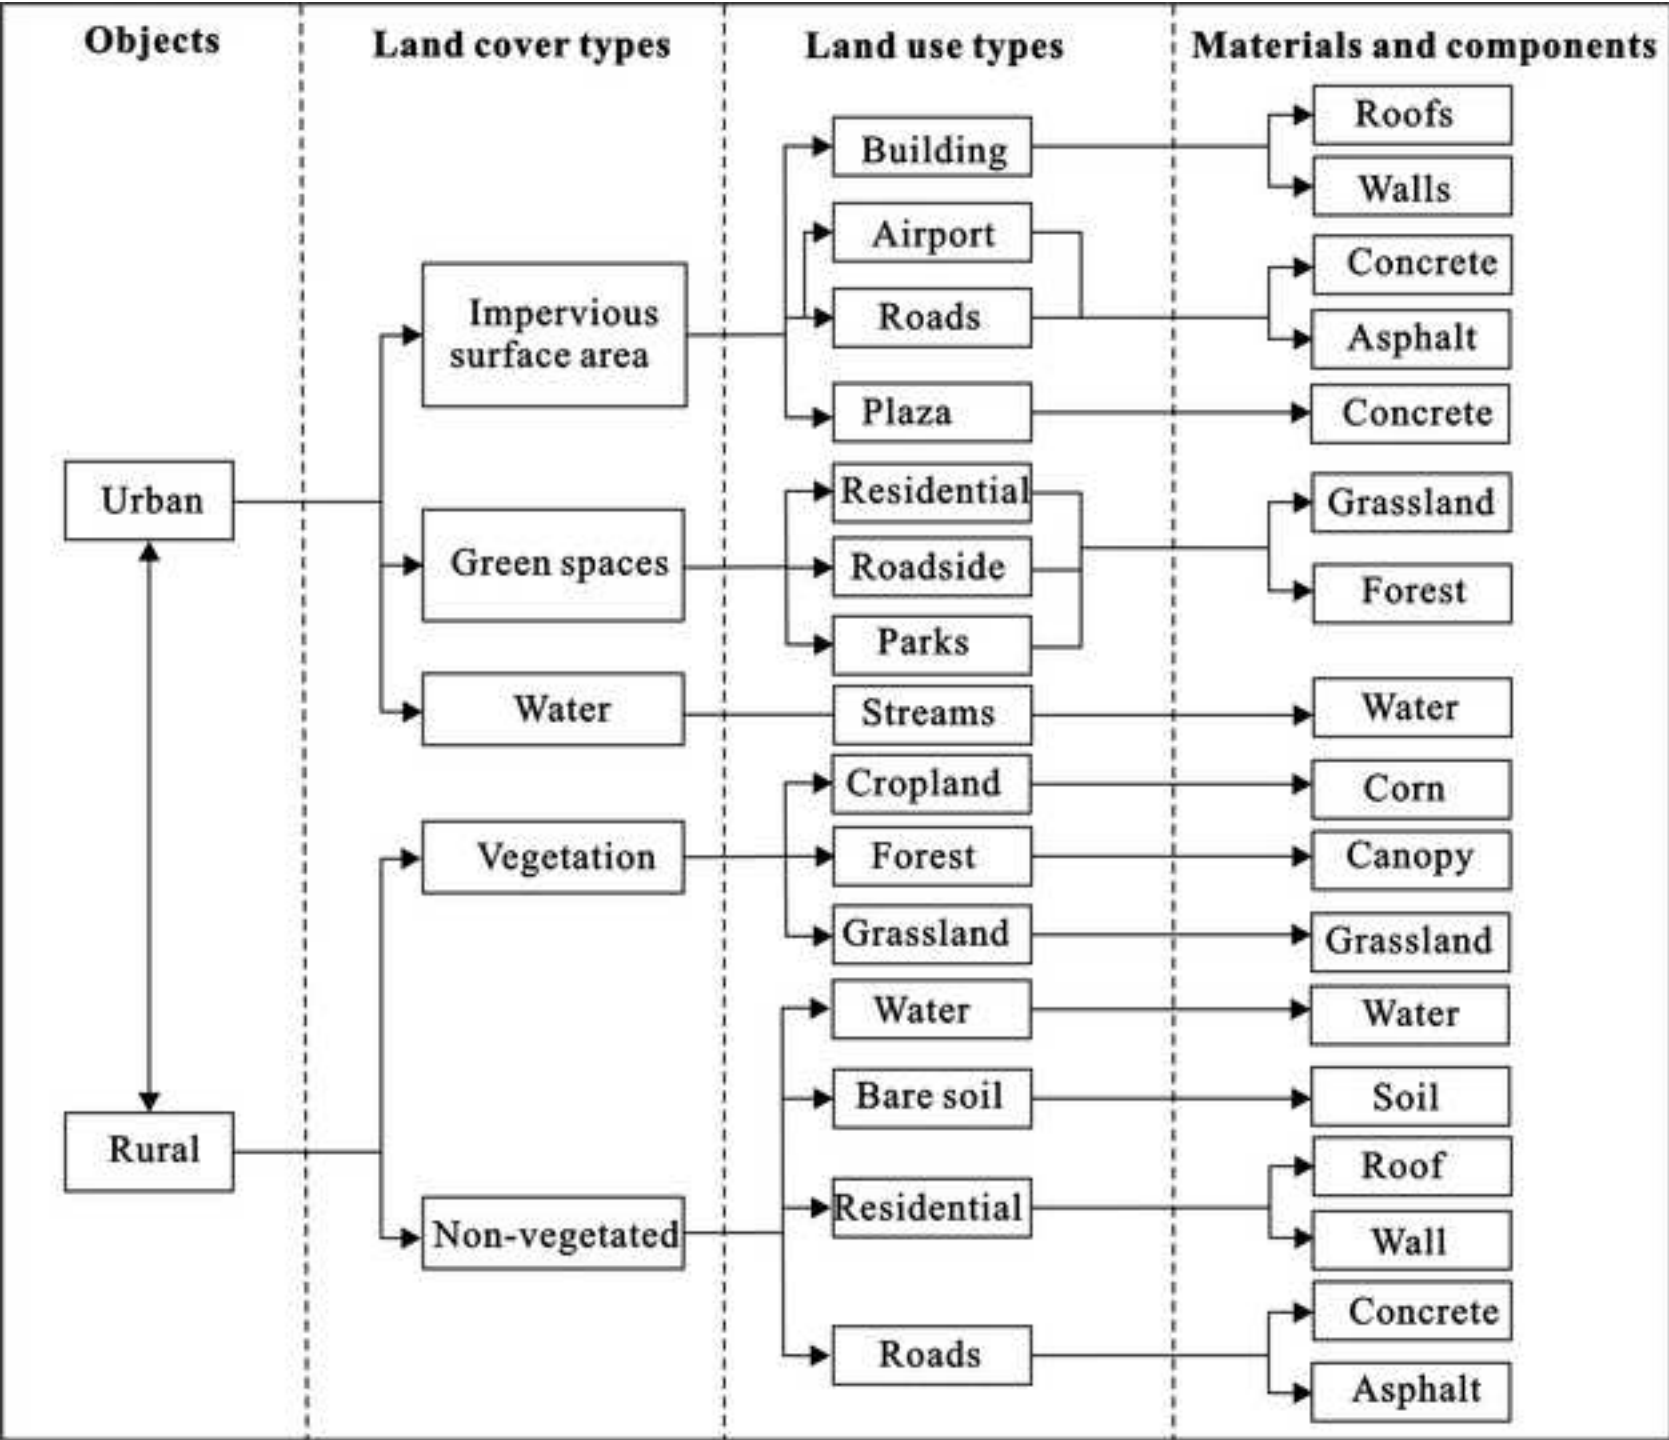 Objects
Land cover types
Land use types
Materials and components
Urban
Rural
Impervious
surface area
Green spaces
Water
Vegetation
Non-vegetated
Building
Airport
Roads
Plaza
Residential
Roadside
Parks
Streams
Cropland
Forest
Grassland
Water
Bare soil
Residential
Roads
Roofs
Walls
Concrete
Asphalt
Concrete
Grassland
Forest
Water
Corn
Canopy
Grassland
Water
Soil
Roof
Wall
Concrete
Asphalt